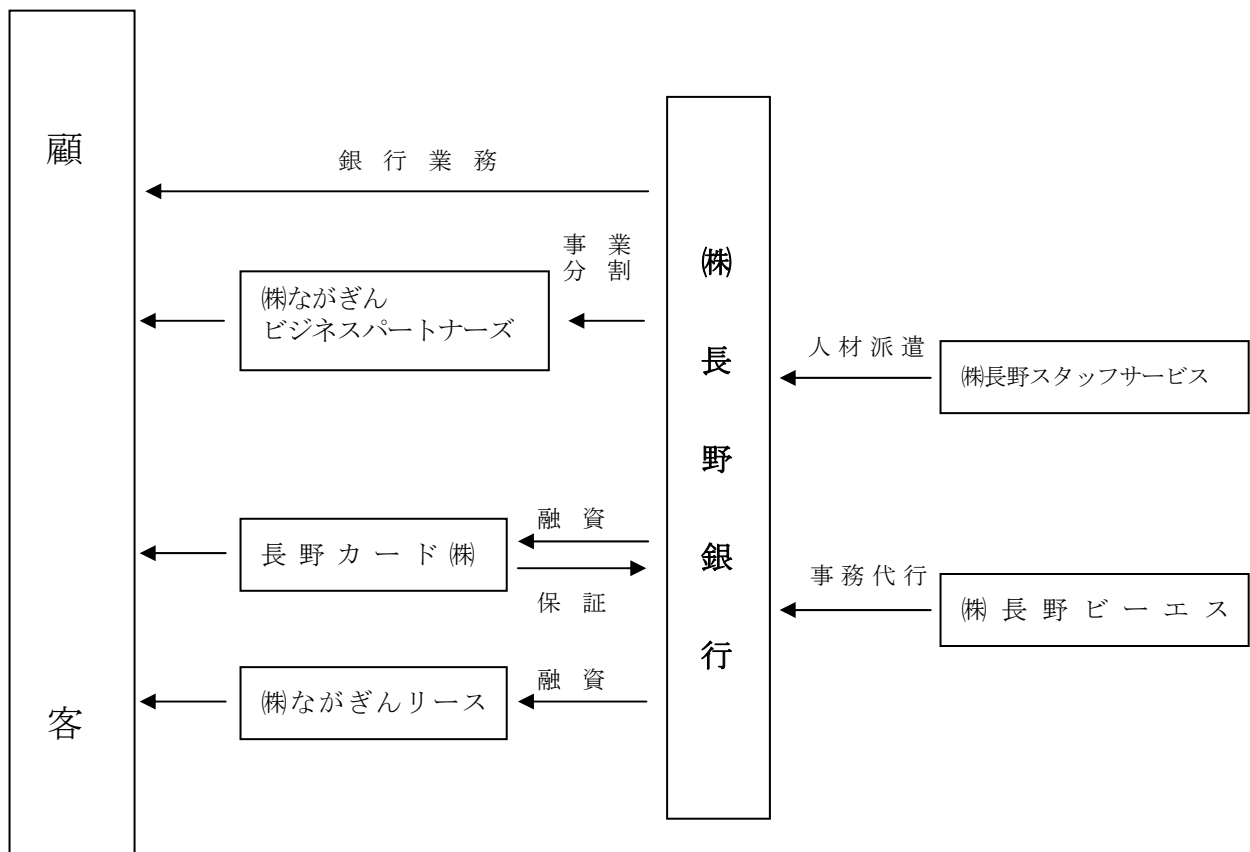 顧客
銀行業務
事業
分割
㈱ながぎん
ビジネスパートナーズ
融資
長野カード㈱
保証
融資
㈱ながぎんリース
㈱長野銀行
人材派遣
㈱長野スタッフサービス
事務代行
㈱長野ビーエス